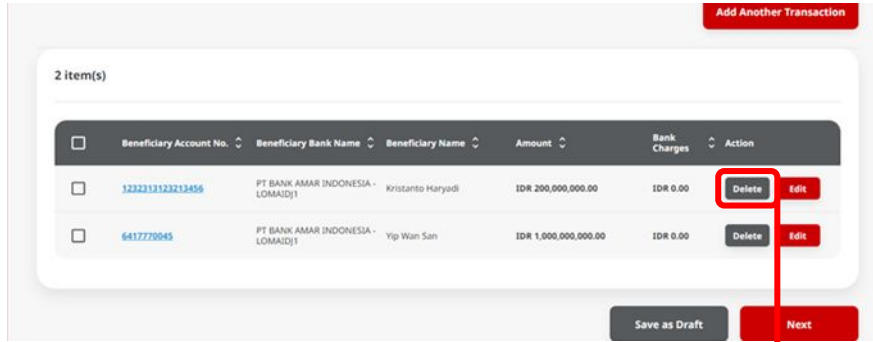 Add Another Transaction
2 item(s)
Beneficiary Account No. Beneficiary Bank Name Beneficiary Name Amount Bank Charges Action
1232313123213456 PT BANK AMAR INDONESIA - LOMAIDJ1 Kristanto Haryadi IDR 200,000,000.00 IDR 0.00 Delete Edit
6417770045 PT BANK AMAR INDONESIA - LOMAIDJ1 Yip Wan San IDR 1,000,000,000.00 IDR 0.00 Delete Edit
Save as Draft Next